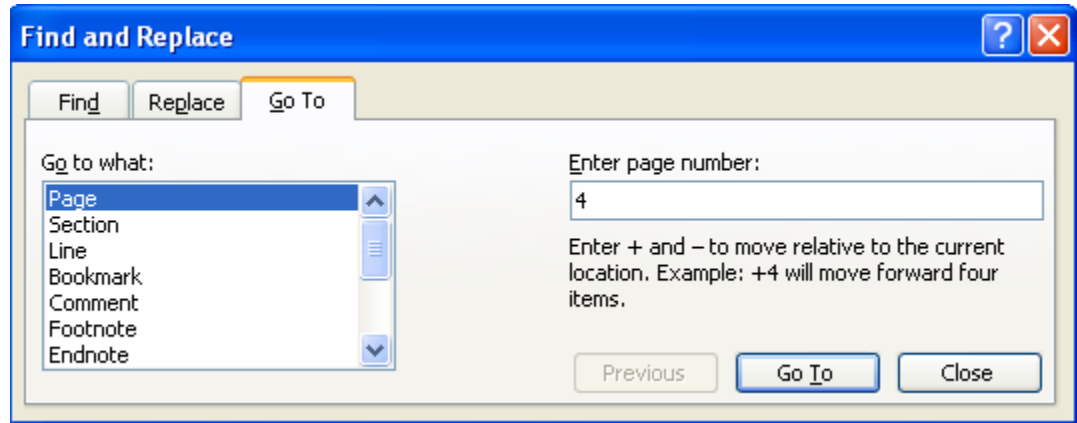 Find and Replace
Find
Replace
Go To
Go to what:
Page
Section
Line
Bookmark
Comment
Footnote
Endnote
Enter page number:
4
Enter + and – to move relative to the current
location. Example: +4 will move forward four
items.
Previous
Go To
Close